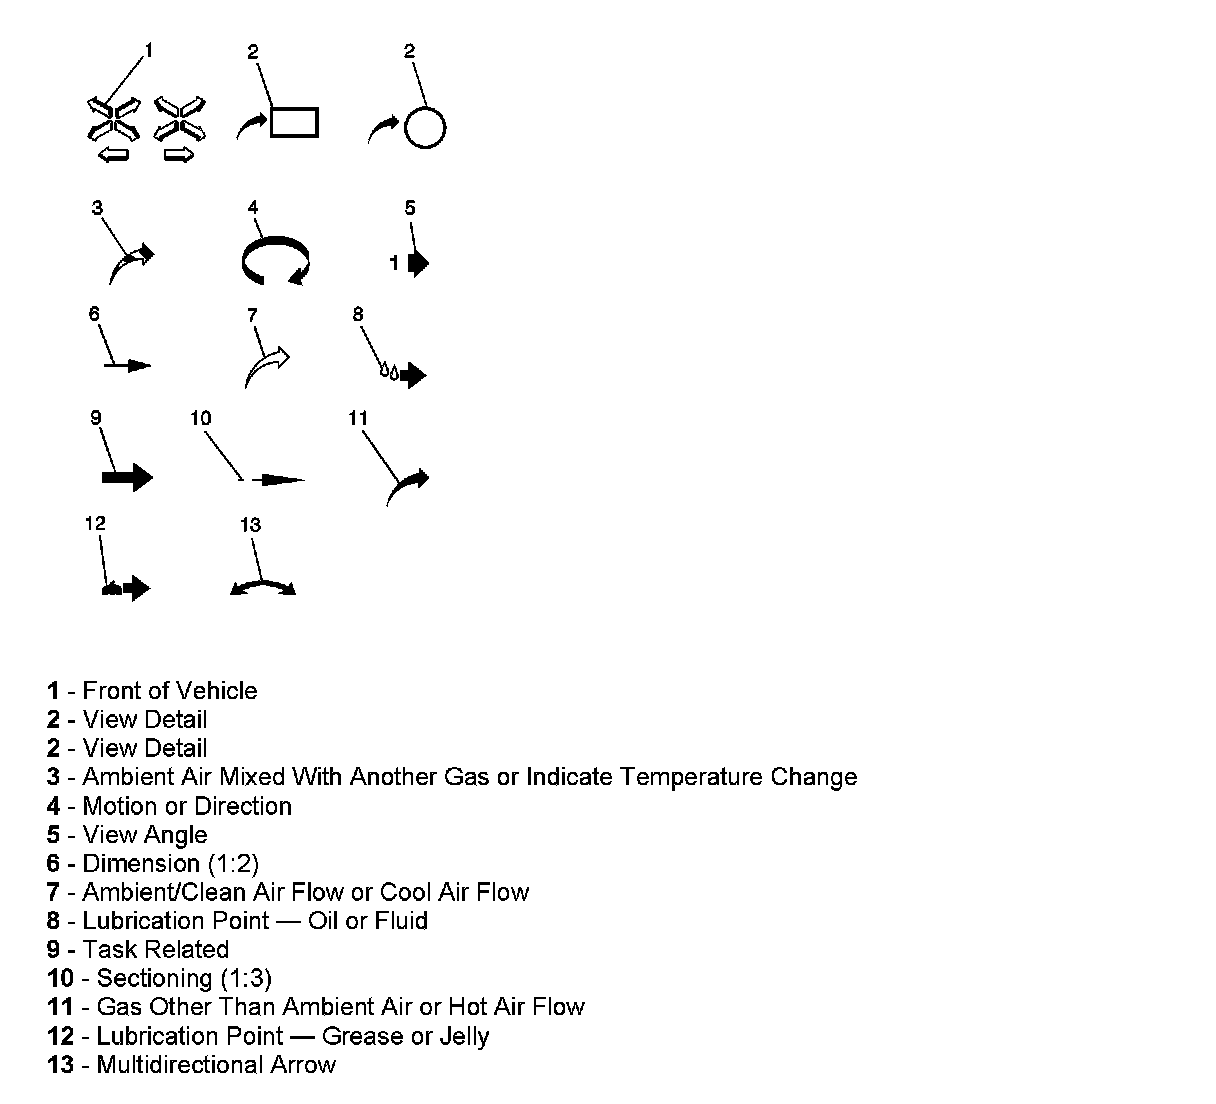 1 2 2
3 4 5
1
6 7 8
9 10 11
12 13
1 - Front of Vehicle
2 - View Detail
2 - View Detail
3 - Ambient Air Mixed With Another Gas or Indicate Temperature Change
4 - Motion or Direction
5 - View Angle
6 - Dimension (1:2)
7 - Ambient/Clean Air Flow or Cool Air Flow
8 - Lubrication Point — Oil or Fluid
9 - Task Related
10 - Sectioning (1:3)
11 - Gas Other Than Ambient Air or Hot Air Flow
12 - Lubrication Point — Grease or Jelly
13 - Multidirectional Arrow